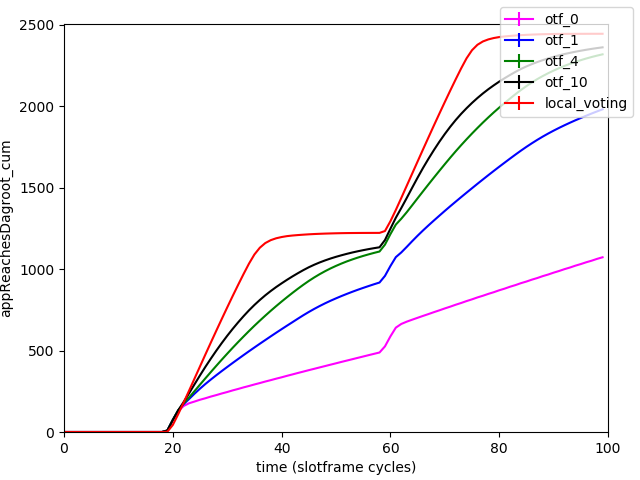 otf_0
otf_1
otf_4
otf_10
local_voting
appReachesDagroot_cum
2500
2000
1500
1000
500
0
0 20 40 60 80 100
time (slotframe cycles)